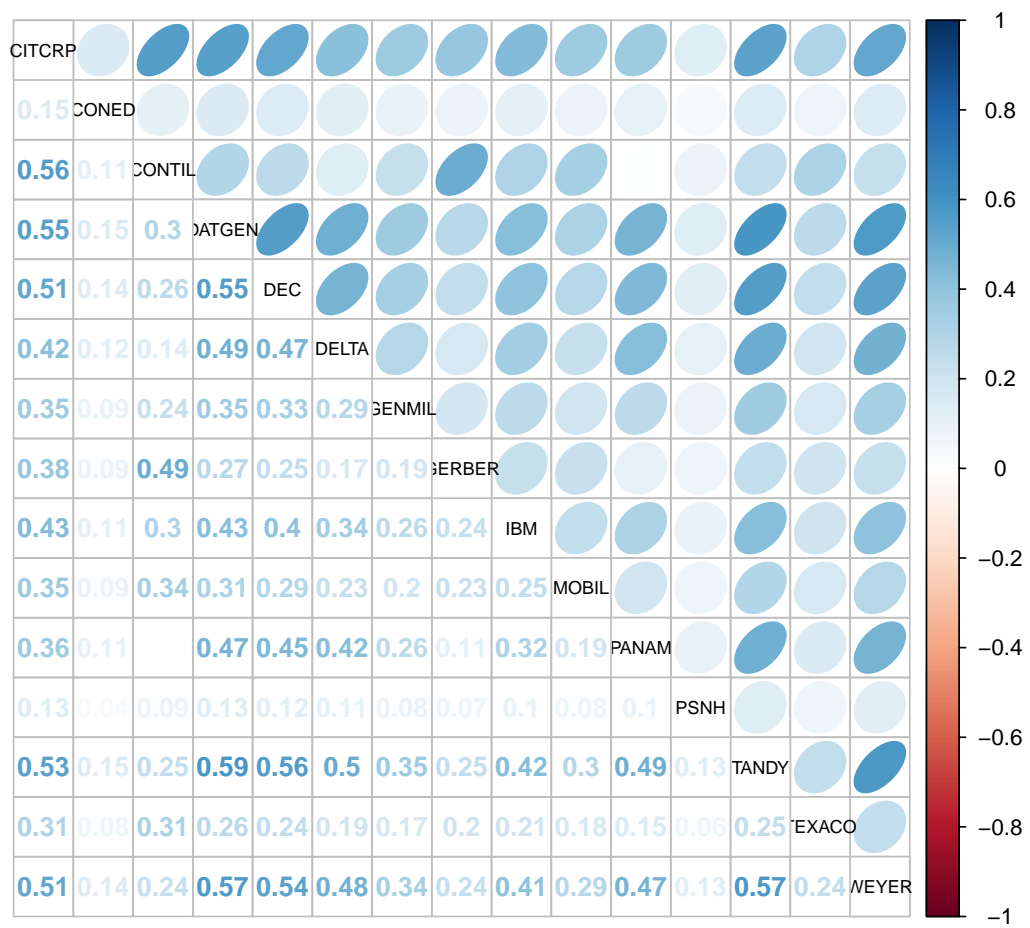 CITCRP
0.15 CONED
0.56 0.11 CONTIL
0.55 0.15 0.3 DATGEN
0.51 0.14 0.26 0.55 DEC
0.42 0.12 0.14 0.49 0.47 DELTA
0.35 0.09 0.24 0.35 0.33 0.29 GENMIL
0.38 0.09 0.49 0.27 0.25 0.17 0.19 GERBER
0.43 0.11 0.3 0.43 0.4 0.34 0.26 0.24 IBM
0.35 0.09 0.34 0.31 0.29 0.23 0.2 0.23 0.25 MOBIL
0.36 0.11 0.47 0.45 0.42 0.26 0.11 0.32 0.19 PANAM
0.13 0.04 0.09 0.13 0.12 0.11 0.08 0.07 0.1 0.08 0.1 PSNH
0.53 0.15 0.25 0.59 0.56 0.5 0.35 0.25 0.42 0.3 0.49 0.13 TANDY
0.31 0.08 0.31 0.26 0.24 0.19 0.17 0.2 0.21 0.18 0.15 0.06 0.25 TEXACO
0.51 0.14 0.24 0.57 0.54 0.48 0.34 0.24 0.41 0.29 0.47 0.13 0.57 0.24 WEYER
1
0.8
0.6
0.4
0.2
0
−0.2
−0.4
−0.6
−0.8
−1